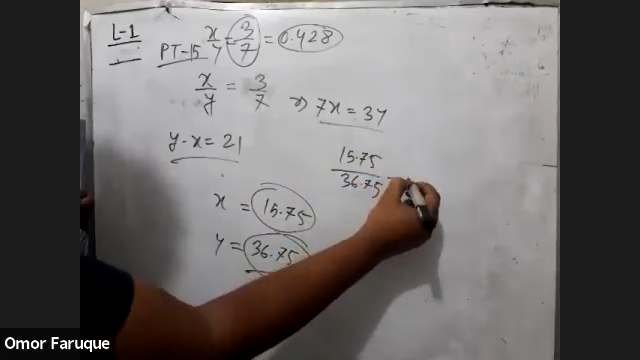 L-1
PT-15 x/y = 3/7 = 0.428
x/y = 3/7 ⇒ 7x = 3y
y-x = 21
15.75/36.75
x = 15.75
y = 36.75
Omor Faruque